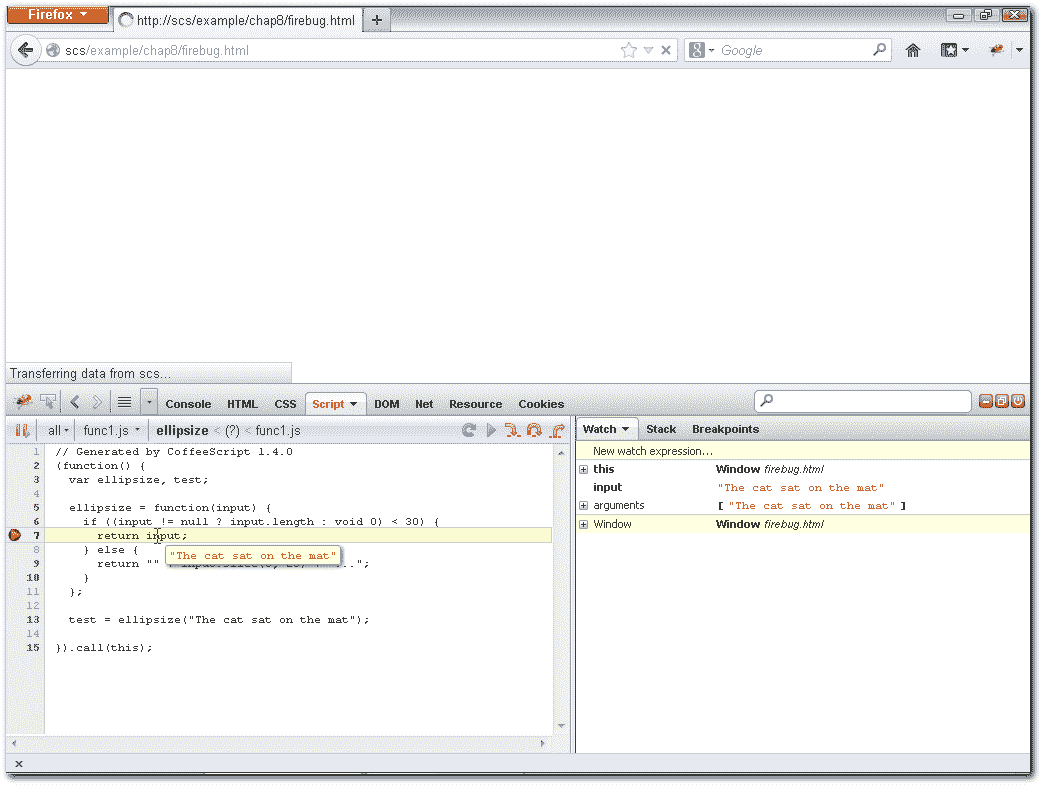 Firefox
http://scs/example/chap8/firebug.html
scs/example/chap8/firebug.html
Google
Transferring data from scs...
Console HTML CSS Script DOM Net Resource Cookies
all func1.js ellipsize < (?) < func1.js
Watch Stack Breakpoints
1 // Generated by CoffeeScript 1.4.0
2 (function() {
3 var ellipsize, test;
4
5 ellipsize = function(input) {
6 if ((input != null ? input.length : void 0) < 30) {
7 return input;
8 } else {
"The cat sat on the mat"
9 return ""
10 }
11 };
12
13 test = ellipsize("The cat sat on the mat");
14
15 }).call(this);
New watch expression...
this Window firebug.html
input "The cat sat on the mat"
arguments [ "The cat sat on the mat" ]
Window Window firebug.html